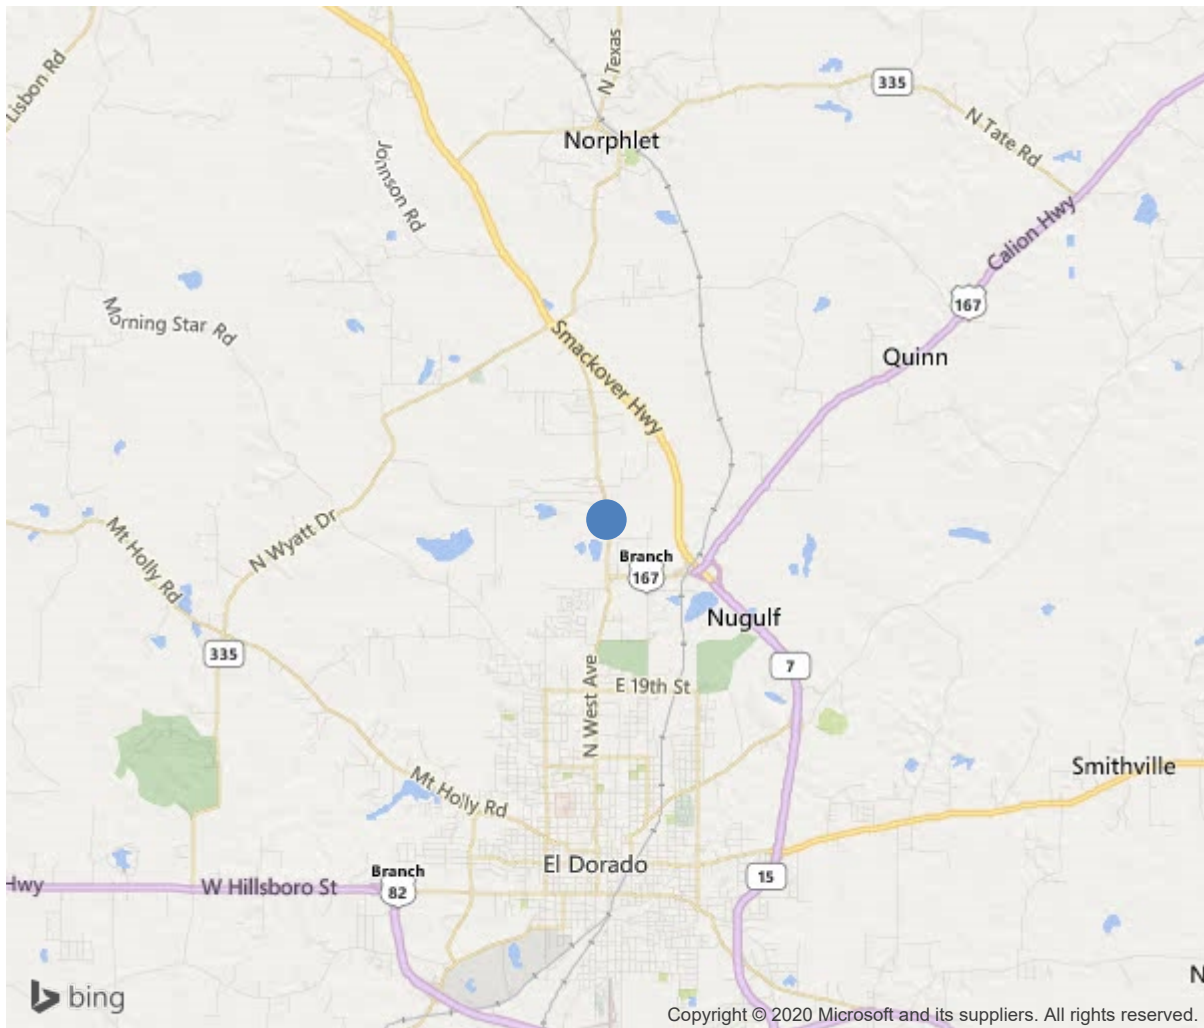 Lisbon Rd
N Texas
335
Norphlet
N Tate Rd
Johnson Rd
Calion Hwy
167
Morning Star Rd
Smackover Hwy
Quinn
N Wyatt Dr
Mt Holly Rd
Branch
167
Nugulf
335
7
E 19th St
N West Ave
Smithville
Mt Holly Rd
El Dorado
Branch
82
15
Hwy
W Hillsboro St
N
bing
Copyright © 2020 Microsoft and its suppliers. All rights reserved.